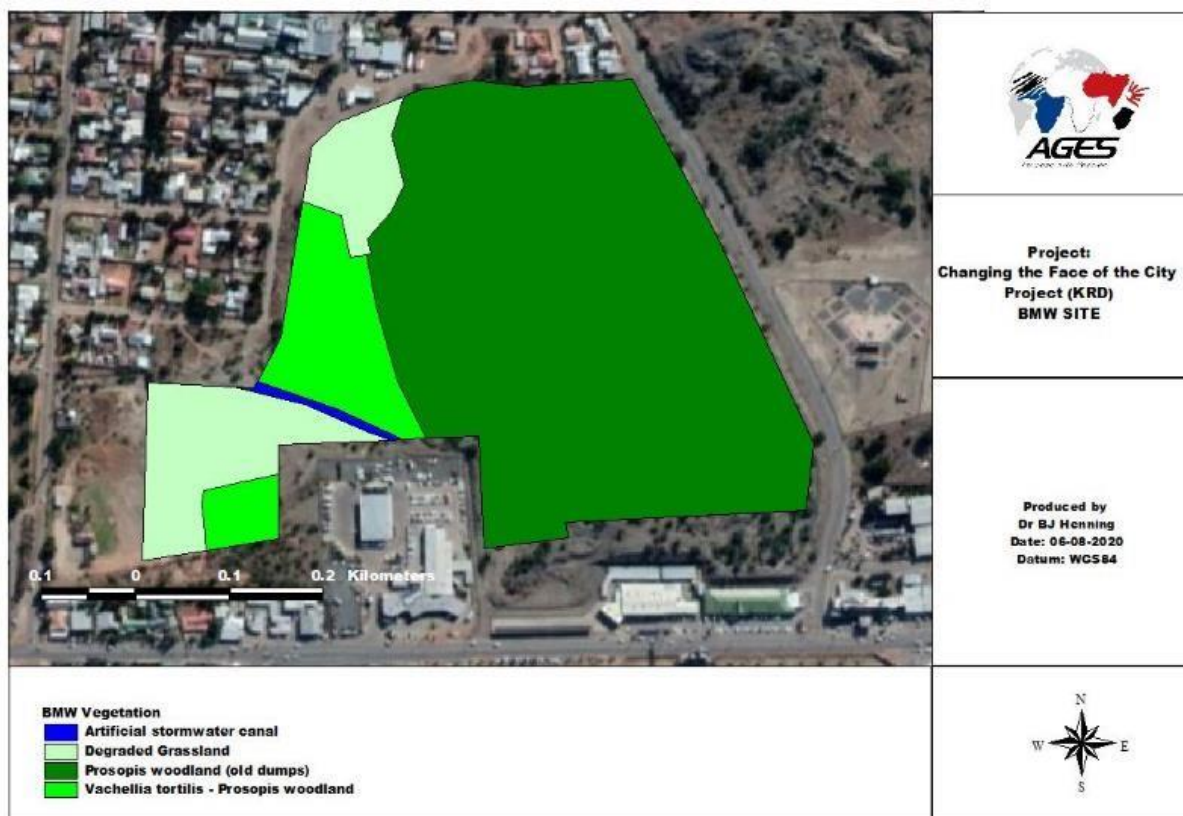 AGES
Project:
Changing the Face of the City
Project (KRD)
BMW SITE
Produced by
Dr BJ Henning
Date: 06-08-2020
Datum: WGS84
0.1 0 0.1 0.2 Kilometers
BMW Vegetation
Artificial stormwater canal
Degraded Grassland
Prosopis woodland (old dumps)
Vachellia tortilis - Prosopis woodland
N
W E
S